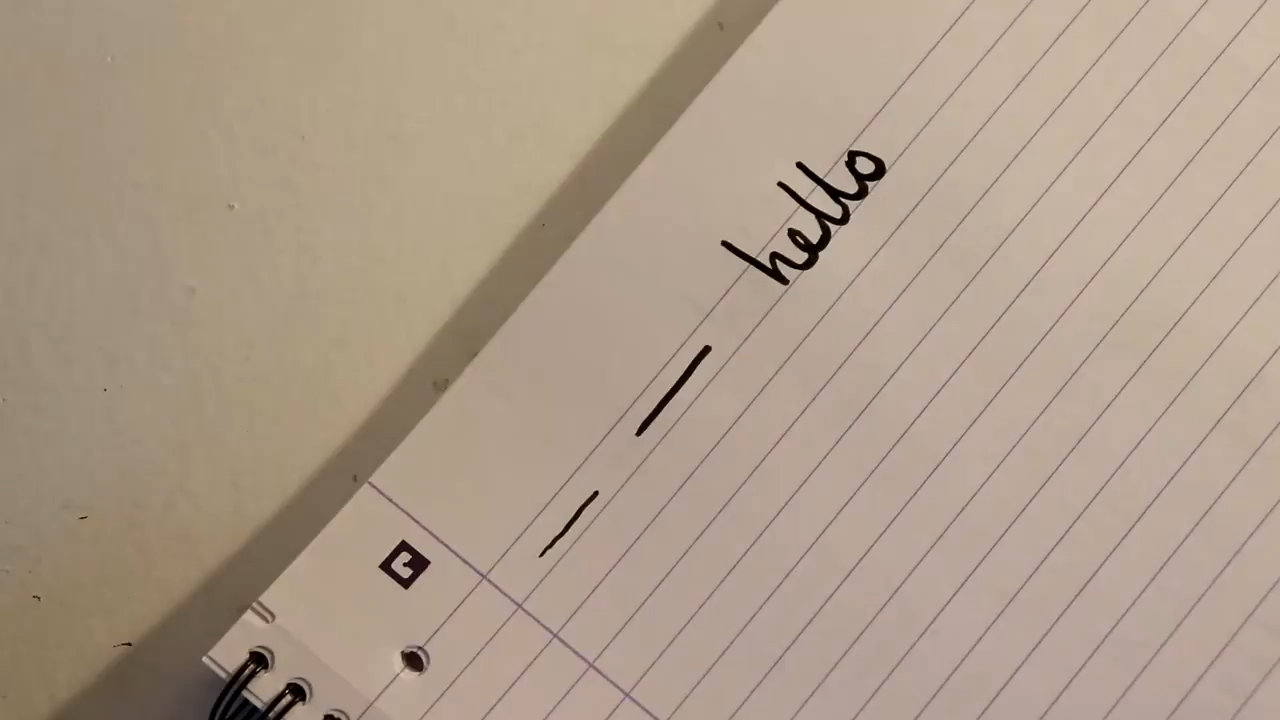 — — hello